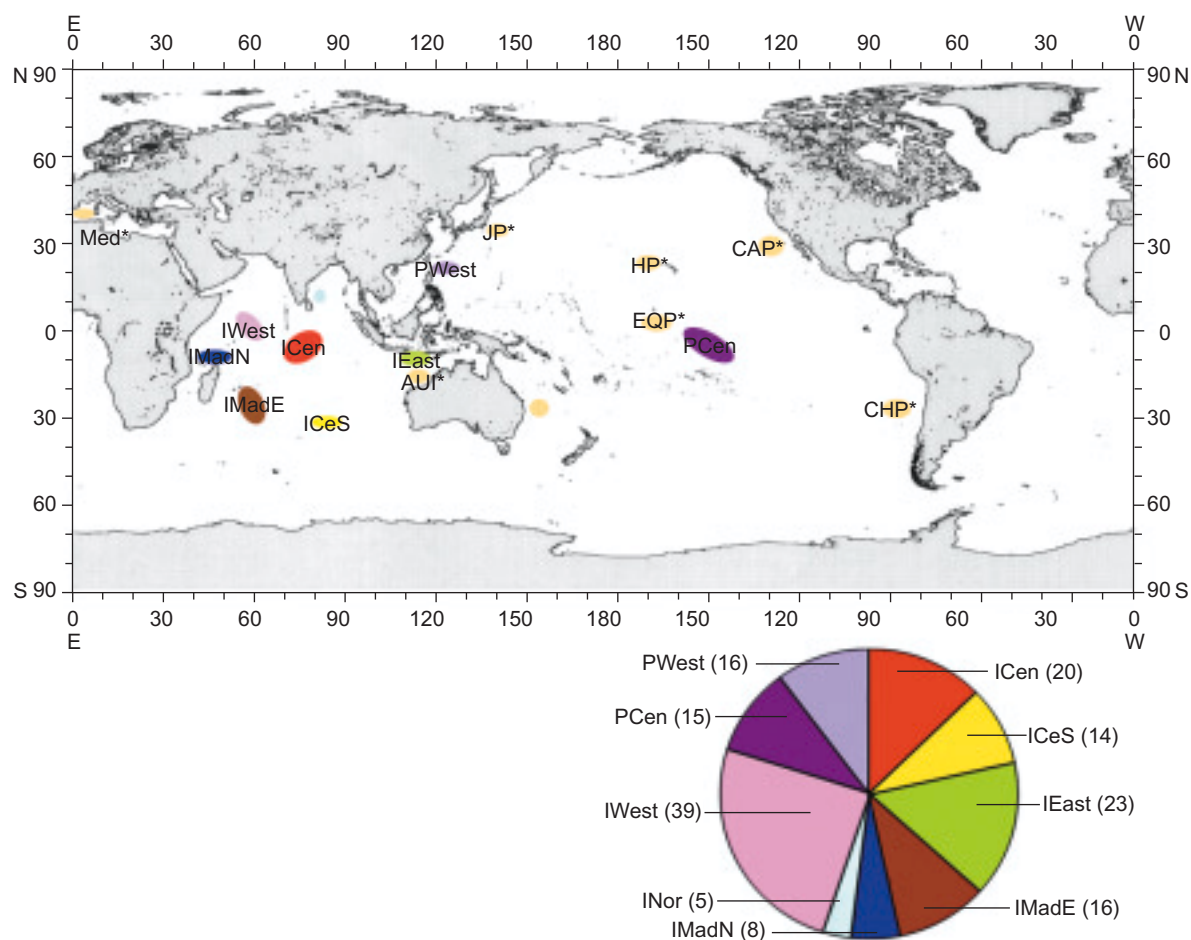 E W
0 30 60 90 120 150 180 150 120 90 60 30 0
N 90 90 N
60 60
Med* JP* 30 HP* CAP* 30
PWest
IWest EQP* 0 0
IMadN ICen IEast PCen
AUI*
IMadE ICeS CHP* 30 30
60 60
S 90 90 S
0 30 60 90 120 150 180 150 120 90 60 30 0
E W
PWest (16) ICen (20)
PCen (15) ICeS (14)
IWest (39) IEast (23)
INor (5) IMadE (16)
IMadN (8)